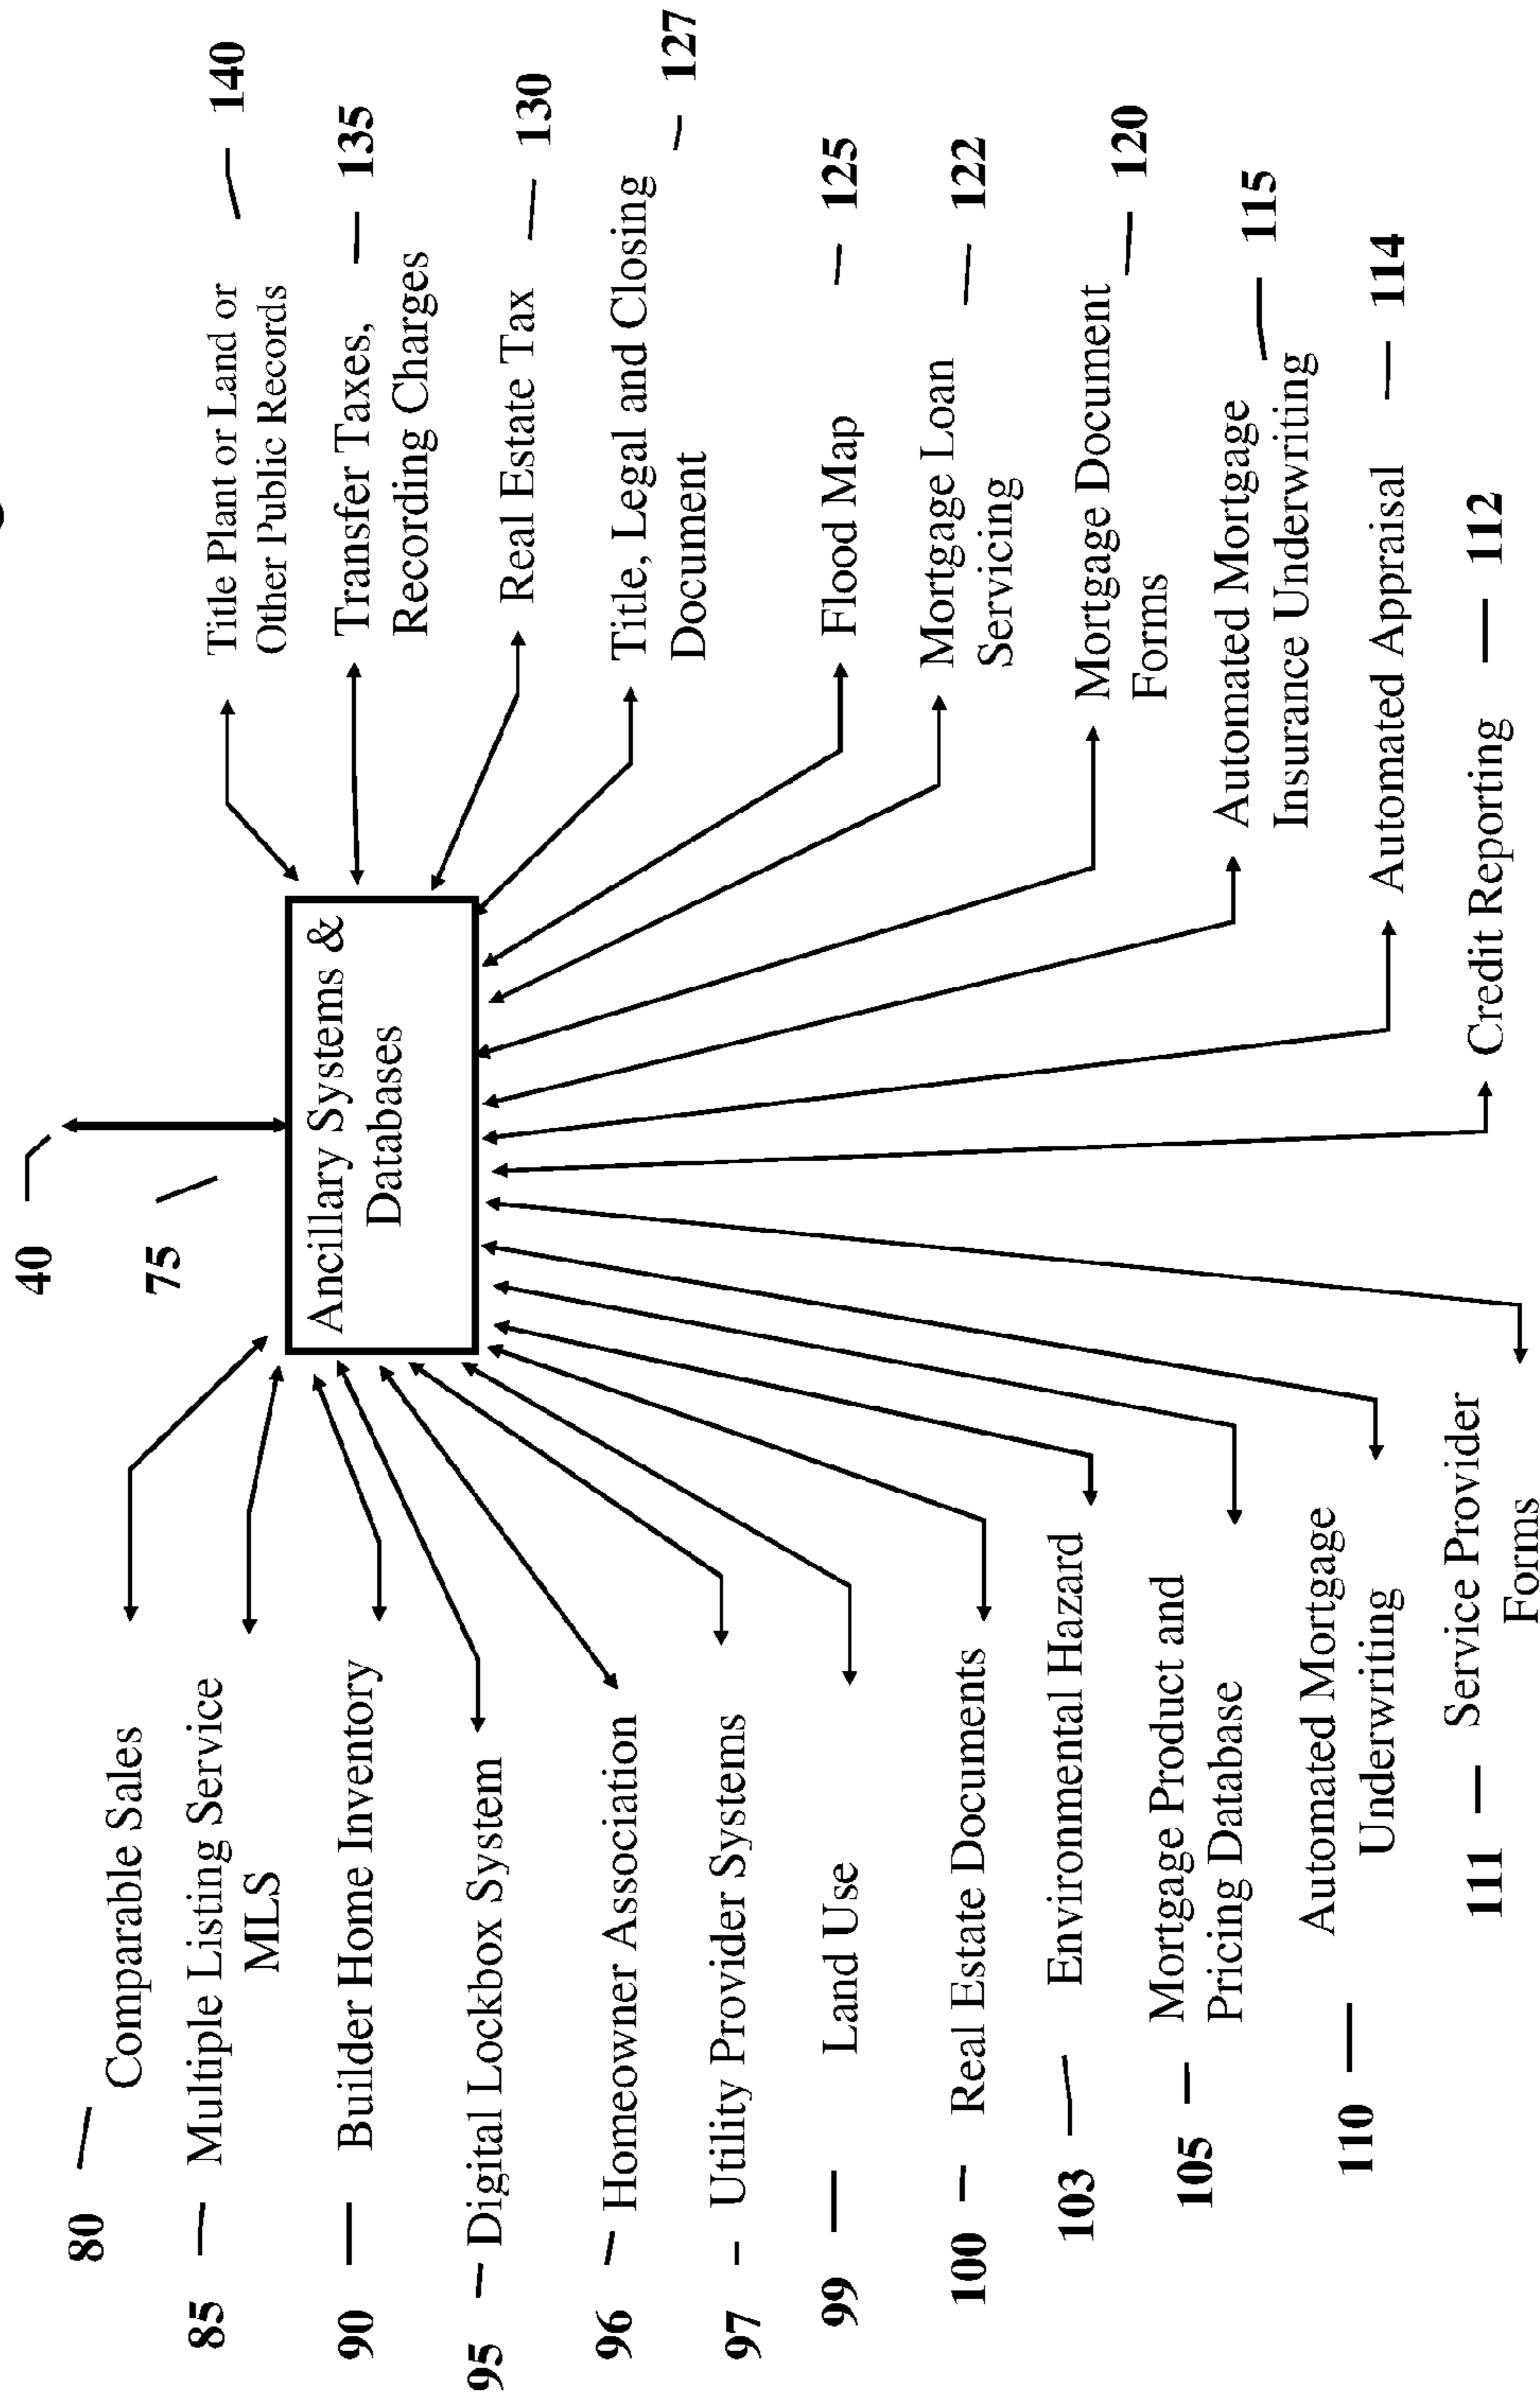 40
75
Ancillary Systems &
Databases
80
Comparable Sales
85
Multiple Listing Service
MLS
90
Builder Home Inventory
95
Digital Lockbox System
96
Homeowner Association
97
Utility Provider Systems
99
Land Use
100
Real Estate Documents
103
Environmental Hazard
105
Mortgage Product and
Pricing Database
110
Automated Mortgage
Underwriting
111
Service Provider
Forms
Title Plant or Land or
Other Public Records
140
Transfer Taxes,
Recording Charges
135
Real Estate Tax
130
Title, Legal and Closing
Document
127
Flood Map
125
Mortgage Loan
Servicing
122
Mortgage Document
Forms
120
Automated Mortgage
Insurance Underwriting
115
Automated Appraisal
114
Credit Reporting
112